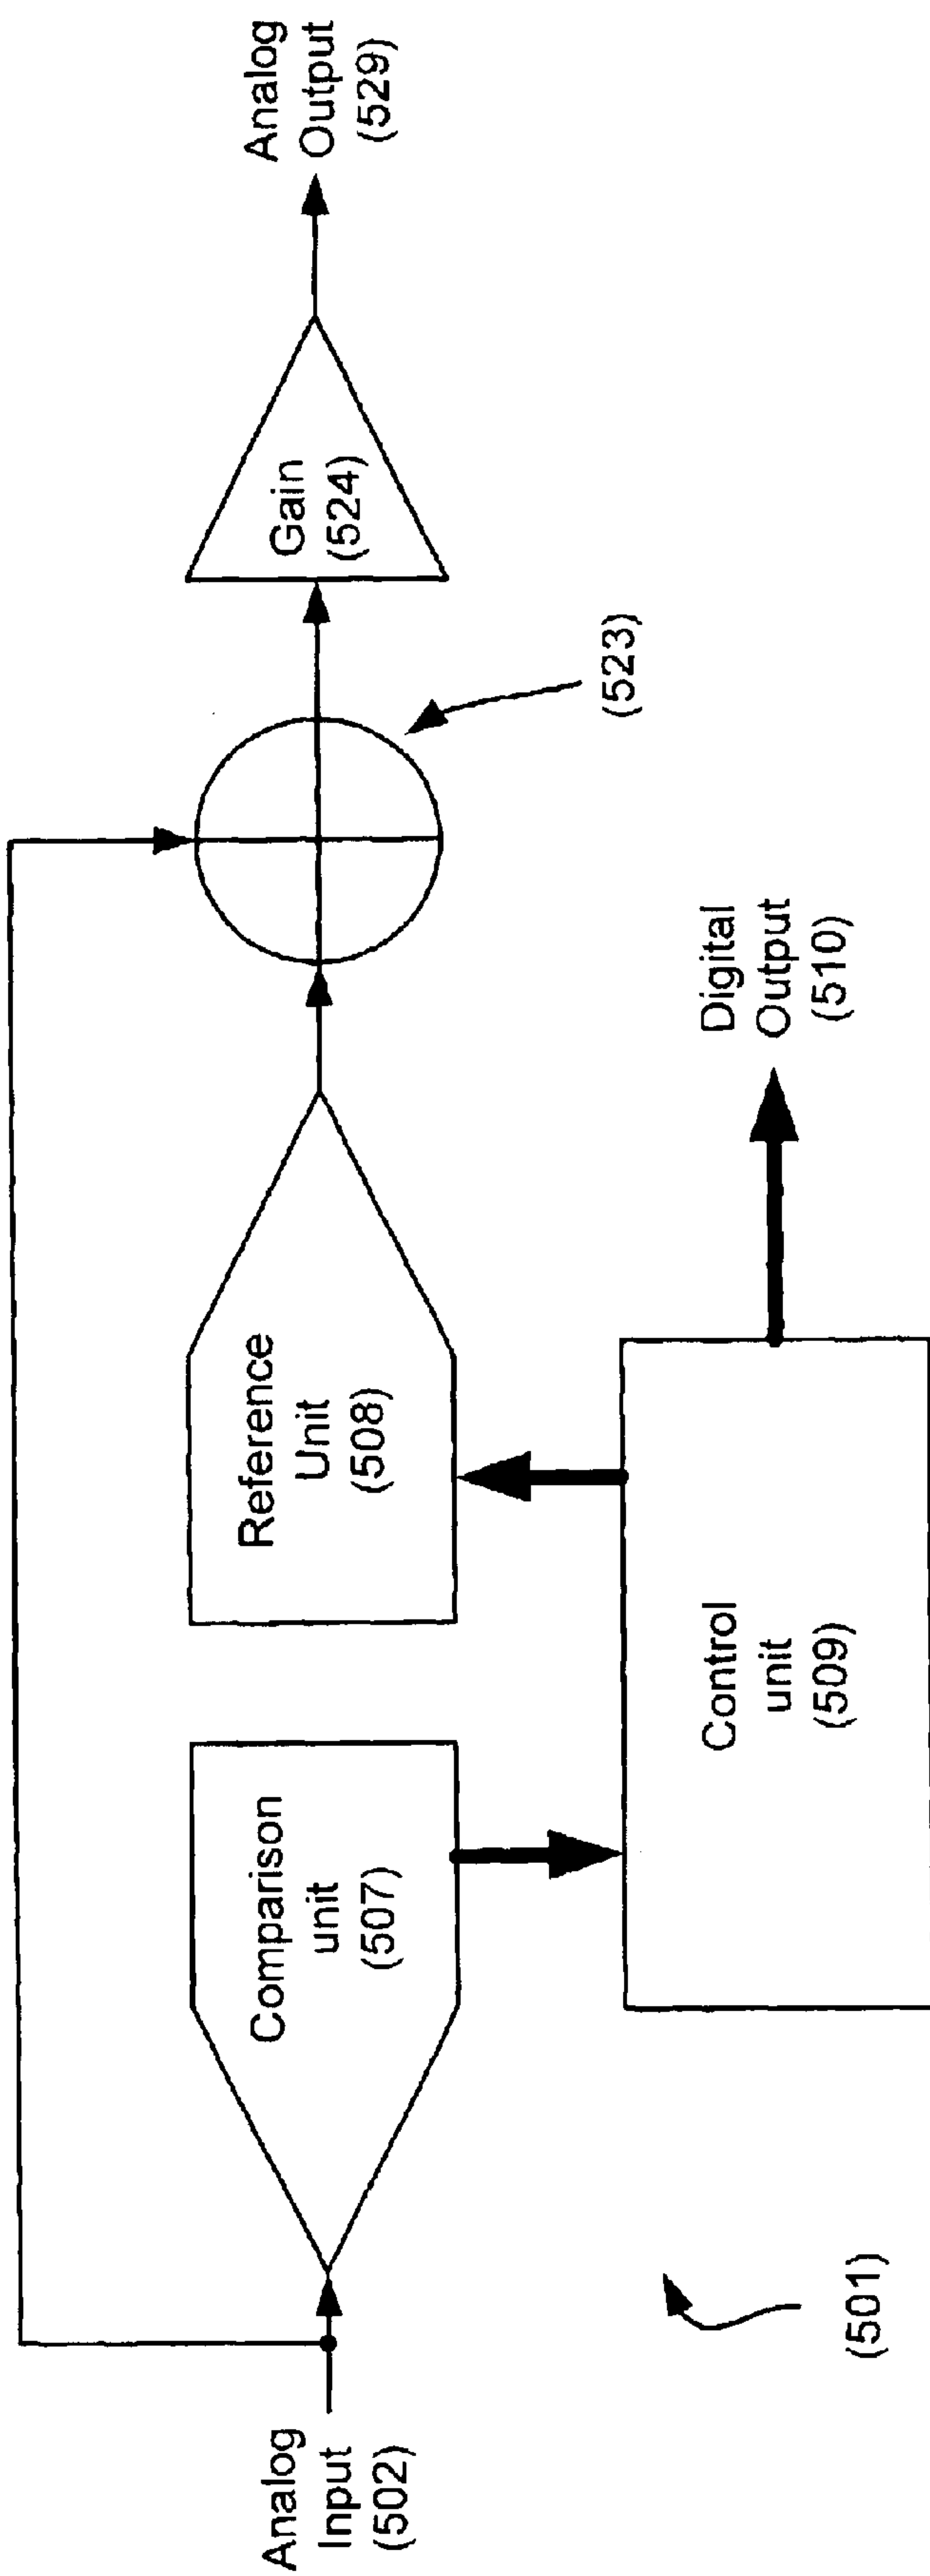 Analog
Input
(502)
Comparison
unit
(507)
Reference
Unit
(508)
(523)
Gain
(524)
Analog
Output
(529)
Control
unit
(509)
Digital
Output
(510)
(501)